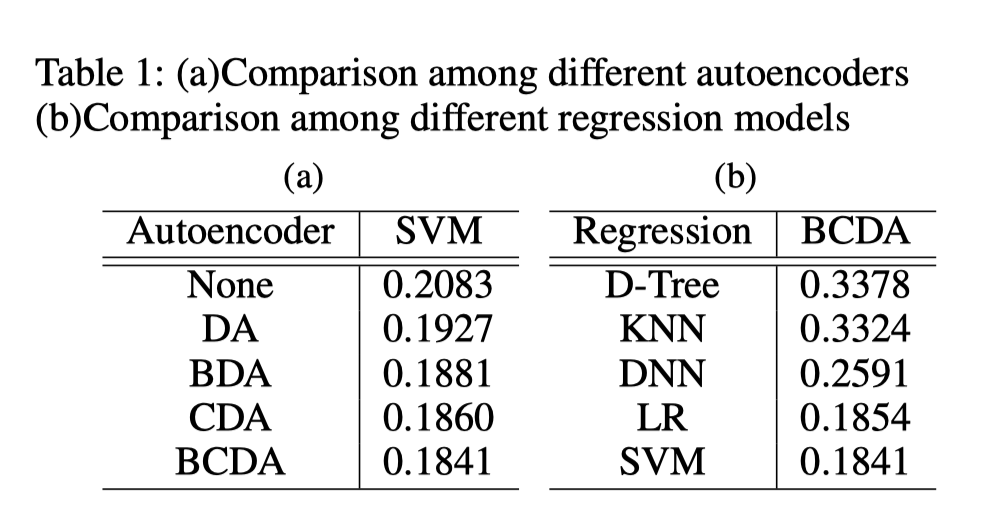 Table 1: (a)Comparison among different autoencoders
(b)Comparison among different regression models
(a)
Autoencoder SVM
None 0.2083
DA 0.1927
BDA 0.1881
CDA 0.1860
BCDA 0.1841
(b)
Regression BCDA
D-Tree 0.3378
KNN 0.3324
DNN 0.2591
LR 0.1854
SVM 0.1841